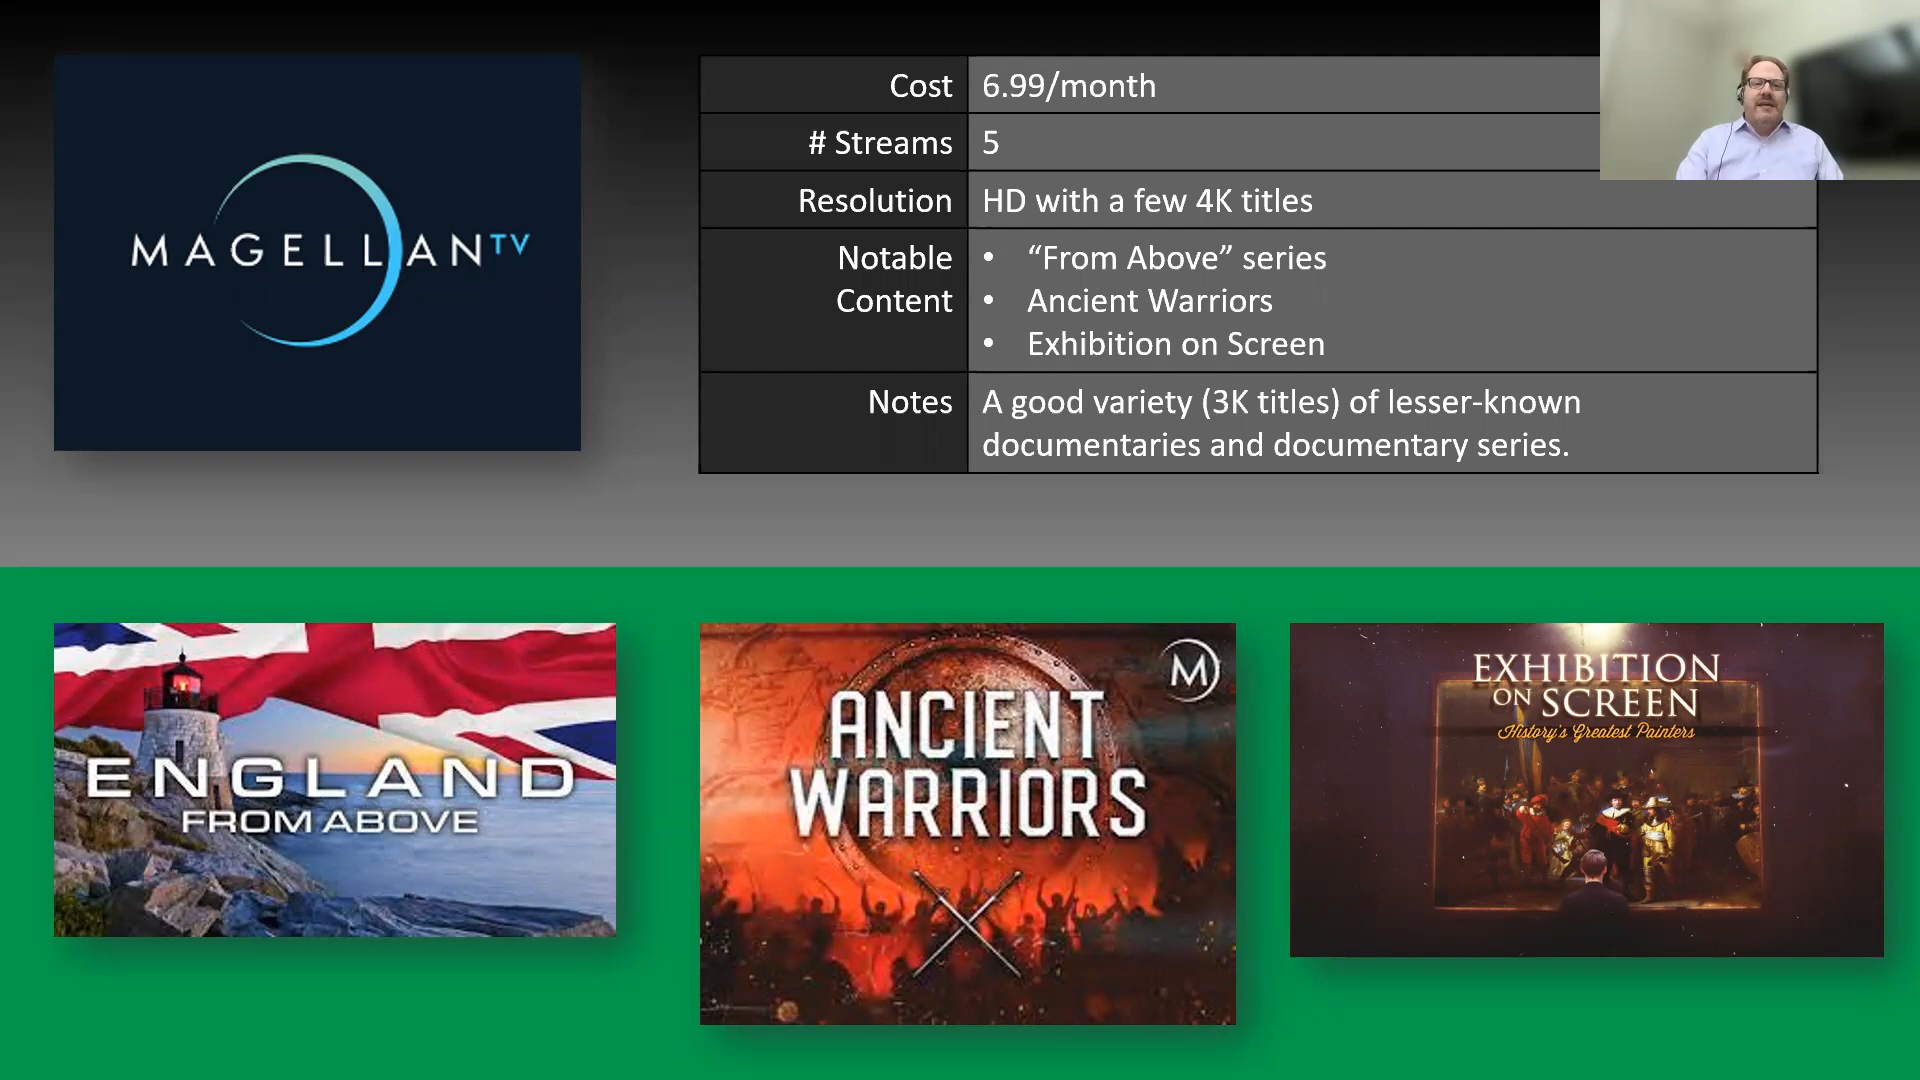 MAGELLANTV
Cost
6.99/month
# Streams
5
Resolution
HD with a few 4K titles
Notable
Content
• “From Above” series
• Ancient Warriors
• Exhibition on Screen
Notes
A good variety (3K titles) of lesser-known
documentaries and documentary series.
ENGLAND
FROM ABOVE
M
ANCIENT
WARRIORS
EXHIBITION
ON SCREEN
History's Greatest Painters